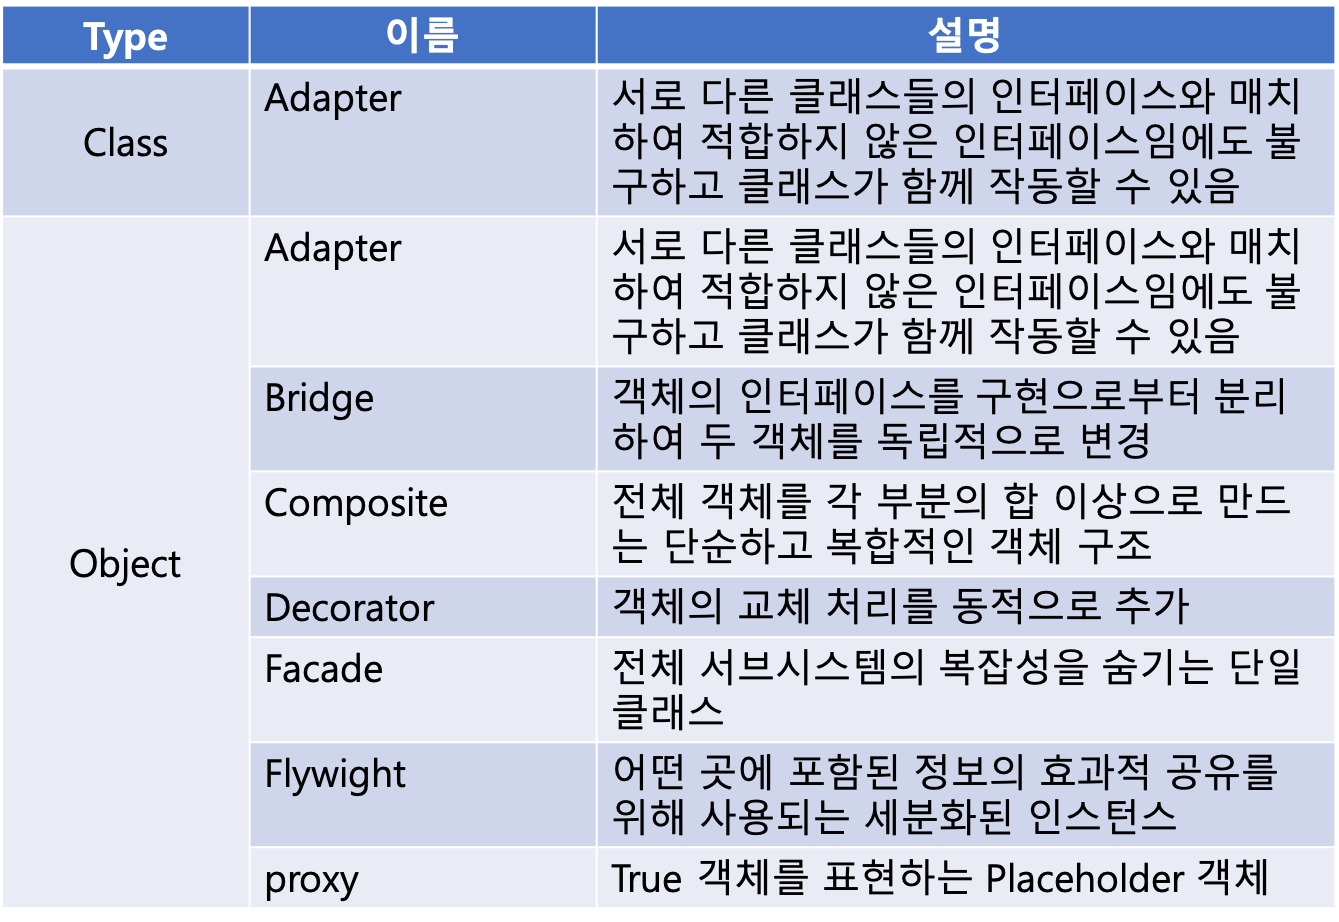 Type 이름 설명
Class
Adapter
서로 다른 클래스들의 인터페이스와 매치
하여 적합하지 않은 인터페이스임에도 불
구하고 클래스가 함께 작동할 수 있음
Object
Adapter
서로 다른 클래스들의 인터페이스와 매치
하여 적합하지 않은 인터페이스임에도 불
구하고 클래스가 함께 작동할 수 있음
Bridge
객체의 인터페이스를 구현으로부터 분리
하여 두 객체를 독립적으로 변경
Composite
전체 객체를 각 부분의 합 이상으로 만드
는 단순하고 복합적인 객체 구조
Decorator
객체의 교체 처리를 동적으로 추가
Facade
전체 서브시스템의 복잡성을 숨기는 단일
클래스
Flywight
어떤 곳에 포함된 정보의 효과적 공유를
위해 사용되는 세분화된 인스턴스
proxy
True 객체를 표현하는 Placeholder 객체